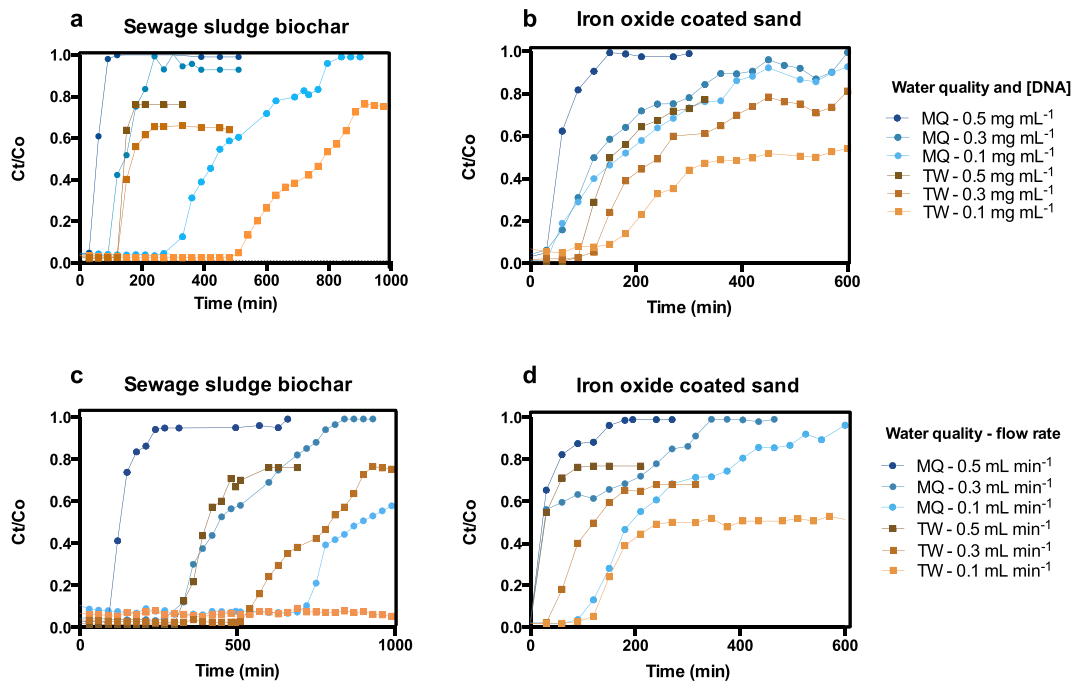 a
Sewage sludge biochar
1.0
0.8
0.6
0.4
0.2
0.0
Ct/Co
0 200 400 600 800 1000
Time (min)
b
Iron oxide coated sand
1.0
0.8
0.6
0.4
0.2
0.0
Ct/Co
0 200 400 600
Time (min)
Water quality and [DNA]
MQ - 0.5 mg mL⁻¹
MQ - 0.3 mg mL⁻¹
MQ - 0.1 mg mL⁻¹
TW - 0.5 mg mL⁻¹
TW - 0.3 mg mL⁻¹
TW - 0.1 mg mL⁻¹
c
Sewage sludge biochar
1.0
0.8
0.6
0.4
0.2
0.0
Ct/Co
0 500 1000
Time (min)
d
Iron oxide coated sand
1.0
0.8
0.6
0.4
0.2
0.0
Ct/Co
0 200 400 600
Time (min)
Water quality - flow rate
MQ - 0.5 mL min⁻¹
MQ - 0.3 mL min⁻¹
MQ - 0.1 mL min⁻¹
TW - 0.5 mL min⁻¹
TW - 0.3 mL min⁻¹
TW - 0.1 mL min⁻¹